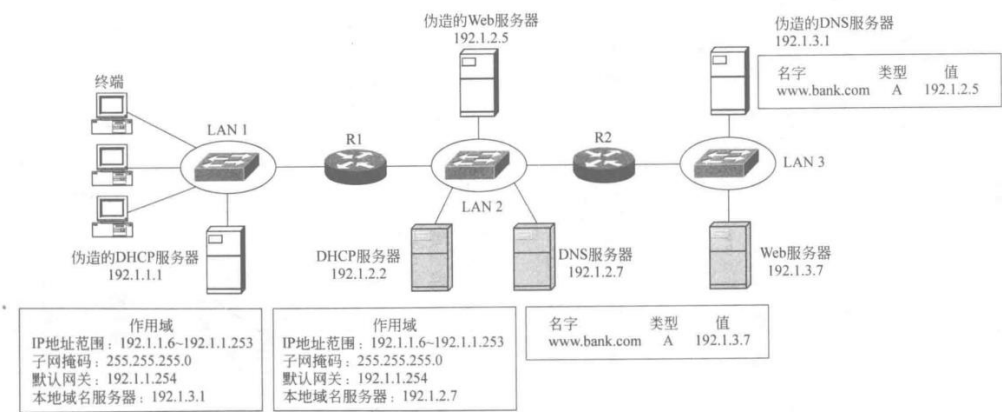 伪造的Web服务器
192.1.2.5
伪造的DNS服务器
192.1.3.1
名字 类型 值
www.bank.com A 192.1.2.5
终端
LAN 1
R1
R2
LAN 3
LAN 2
伪造的DHCP服务器
192.1.1.1
DHCP服务器
192.1.2.2
DNS服务器
192.1.2.7
Web服务器
192.1.3.7
作用域
IP地址范围：192.1.1.6~192.1.1.253
子网掩码：255.255.255.0
默认网关：192.1.1.254
本地域名服务器：192.1.3.1
作用域
IP地址范围：192.1.1.6~192.1.1.253
子网掩码：255.255.255.0
默认网关：192.1.1.254
本地域名服务器：192.1.2.7
名字 类型 值
www.bank.com A 192.1.3.7